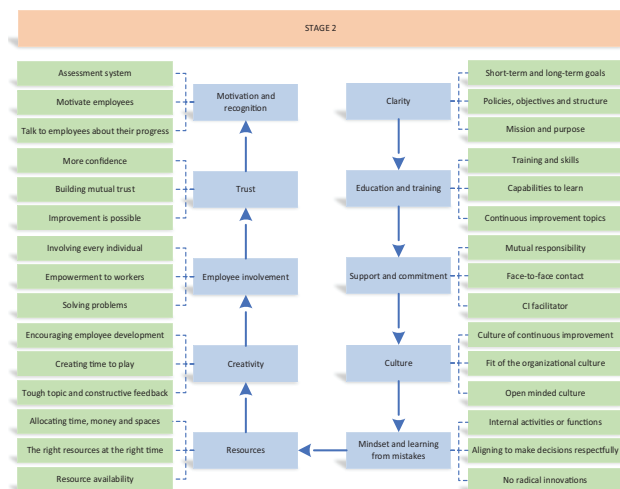 STAGE 2
Assessment system
Motivate employees
Talk to employees about their progress
Motivation and
recognition
More confidence
Building mutual trust
Improvement is possible
Trust
Involving every individual
Empowerment to workers
Solving problems
Employee involvement
Encouraging employee development
Creating time to play
Tough topic and constructive feedback
Creativity
Allocating time, money and spaces
The right resources at the right time
Resource availability
Resources
Clarity
Short-term and long-term goals
Policies, objectives and structure
Mission and purpose
Education and training
Training and skills
Capabilities to learn
Continuous improvement topics
Support and commitment
Mutual responsibility
Face-to-face contact
CI facilitator
Culture
Culture of continuous improvement
Fit of the organizational culture
Open minded culture
Mindset and learning
from mistakes
Internal activities or functions
Aligning to make decisions respectfully
No radical innovations